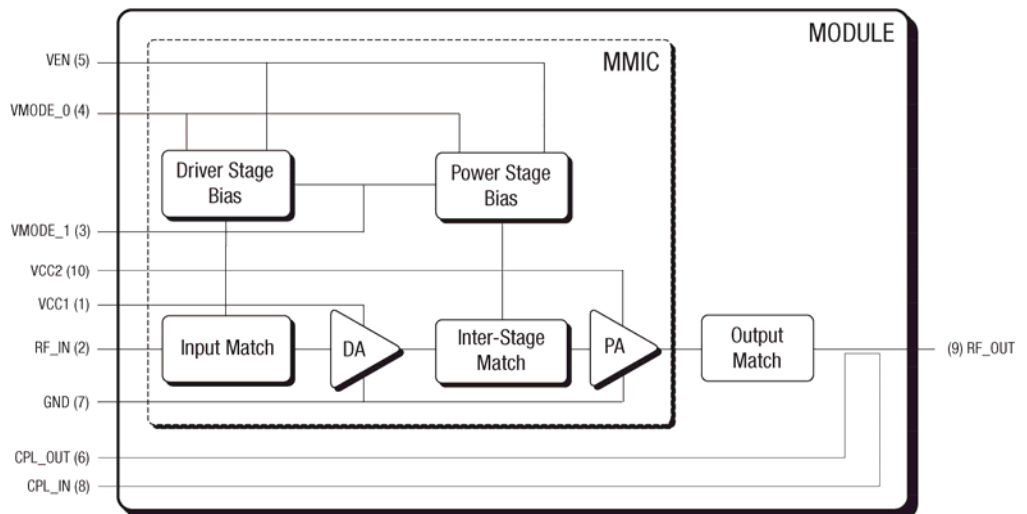 MODULE
MMIC
VEN (5)
VMODE_0 (4)
Driver Stage
Bias
Power Stage
Bias
VMODE_1 (3)
VCC2 (10)
VCC1 (1)
RF_IN (2)
Input Match
DA
Inter-Stage
Match
PA
Output
Match
(9) RF_OUT
GND (7)
CPL_OUT (6)
CPL_IN (8)